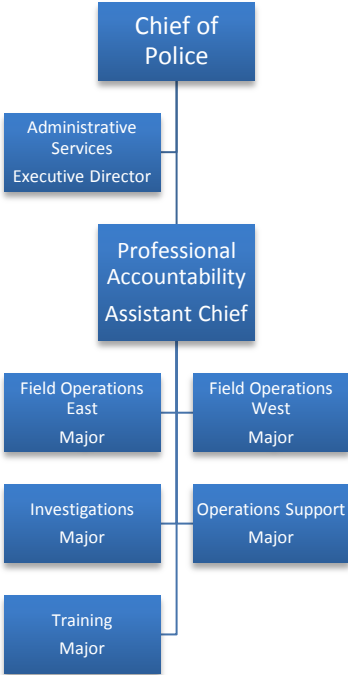 Chief of
Police
Administrative
Services
Executive Director
Professional
Accountability
Assistant Chief
Field Operations
East
Major
Field Operations
West
Major
Investigations
Major
Operations Support
Major
Training
Major